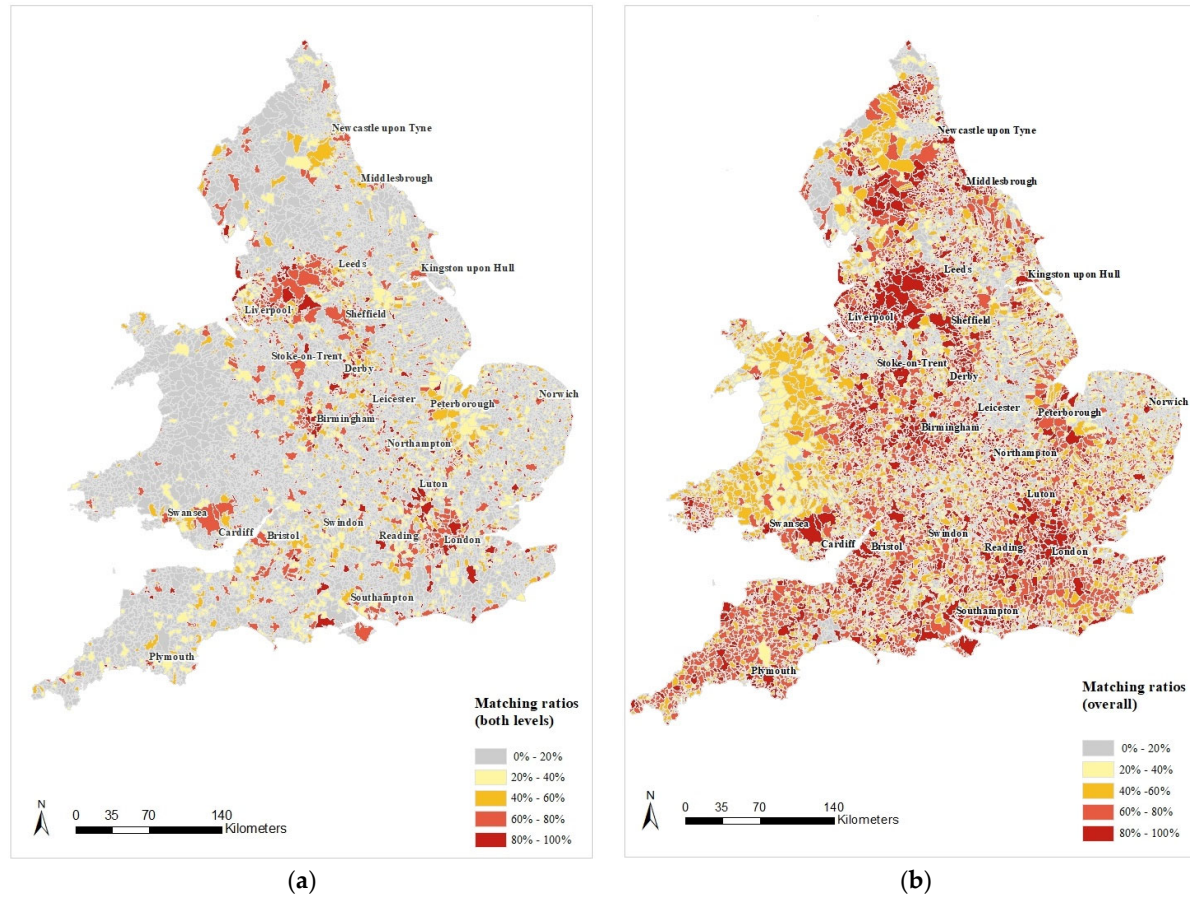 Newcastle upon Tyne
Middlesbrough
Leeds
Kingston upon Hull
Liverpool
Sheffield
Stoke-on-Trent
Derby
Norwich
Leicester
Peterborough
Birmingham
Northampton
Luton
Swansea
Swindon
Cardiff
Bristol
Reading
London
Southampton
Plymouth
Matching ratios
(both levels)
0% - 20%
20% - 40%
40% - 60%
60% - 80%
80% - 100%
N
0 35 70 140
Kilometers
(a)
Newcastle upon Tyne
Middlesbrough
Leeds
Kingston upon Hull
Liverpool
Sheffield
Stoke-on-Trent
Derby
Norwich
Leicester
Peterborough
Birmingham
Northampton
Luton
Swansea
Swindon
Cardiff
Bristol
Reading
London
Southampton
Plymouth
Matching ratios
(overall)
0% - 20%
20% - 40%
40% -60%
60% - 80%
80% - 100%
N
0 35 70 140
Kilometers
(b)